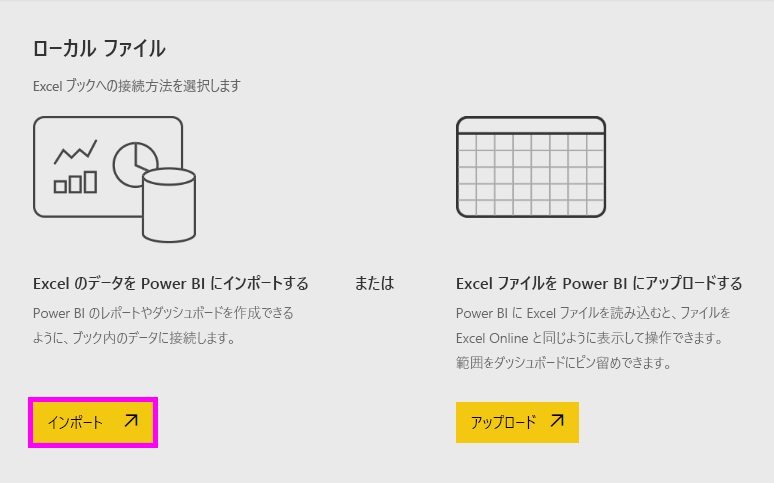 ローカル ファイル
Excel ブックへの接続方法を選択します
Excel のデータを Power BI にインポートする
Power BI のレポートやダッシュボードを作成できる
ように、ブック内のデータに接続します。
インポート
または
Excel ファイルを Power BI にアップロードする
Power BI に Excel ファイルを読み込むと、ファイルを
Excel Online と同じように表示して操作できます。
範囲をダッシュボードにピン留めできます。
アップロード